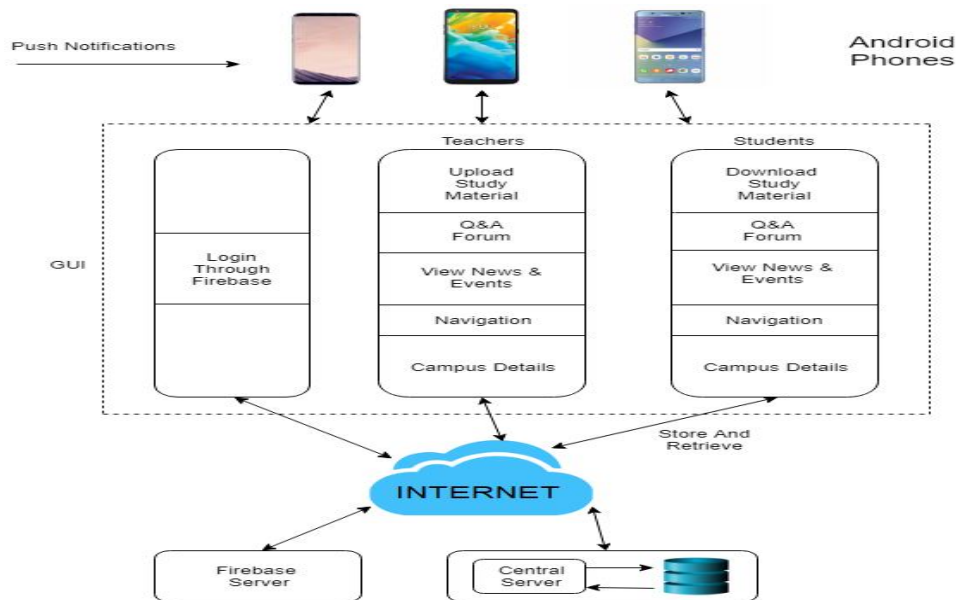 Push Notifications
Android
Phones
Teachers
Students
GUI
Login
Through
Firebase
Upload
Study
Material
Q&A
Forum
View News &
Events
Navigation
Campus Details
Download
Study
Material
Q&A
Forum
View News &
Events
Navigation
Campus Details
Store And
Retrieve
INTERNET
Firebase
Server
Central
Server